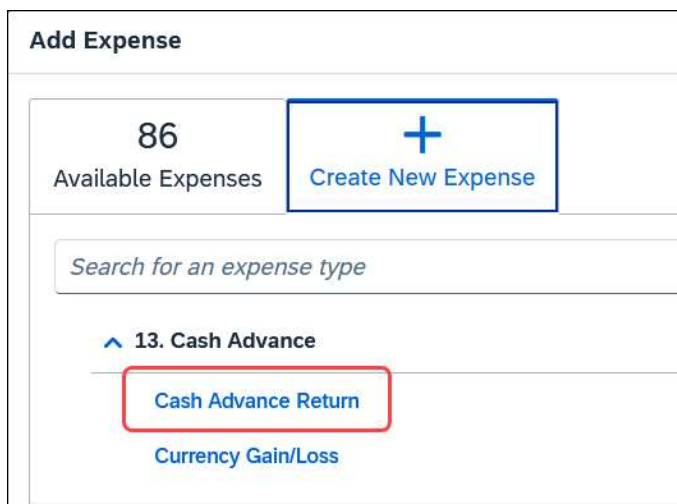 Add Expense
86
Available Expenses
Create New Expense
Search for an expense type
13. Cash Advance
Cash Advance Return
Currency Gain/Loss